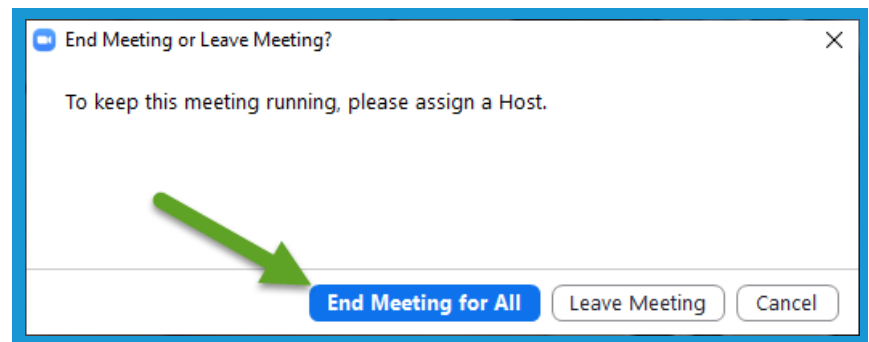 End Meeting or Leave Meeting?
To keep this meeting running, please assign a Host.
End Meeting for All Leave Meeting Cancel